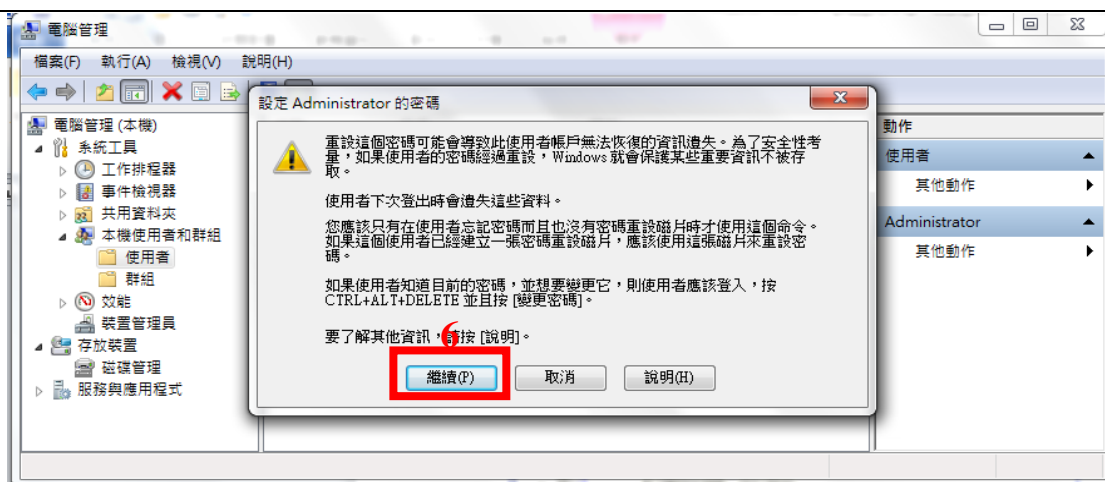 電腦管理
檔案(F) 執行(A) 檢視(V) 說明(H)
設定 Administrator 的密碼
電腦管理 (本機)
系統工具
工作排程器
事件檢視器
共用資料夾
本機使用者和群組
使用者
群組
效能
裝置管理員
存放裝置
磁碟管理
服務與應用程式
重設這個密碼可能會導致此使用者帳戶無法恢復的資訊遺失。為了安全性考
量，如果使用者的密碼經過重設，Windows 就會保護某些重要資訊不被存
取。
使用者下次登出時會遺失這些資料。
您應該只有在使用者忘記密碼而且也沒有密碼重設磁片時才使用這個命令。
如果這個使用者已經建立一張密碼重設磁片，應該使用這張磁片來重設密
碼。
如果使用者知道目前的密碼，並想要變更它，則使用者應該登入，按
CTRL+ALT+DELETE 並且按 [變更密碼]。
要了解其他資訊，請按 [說明]。
6
繼續(P) 取消 說明(H)
動作
使用者
其他動作
Administrator
其他動作